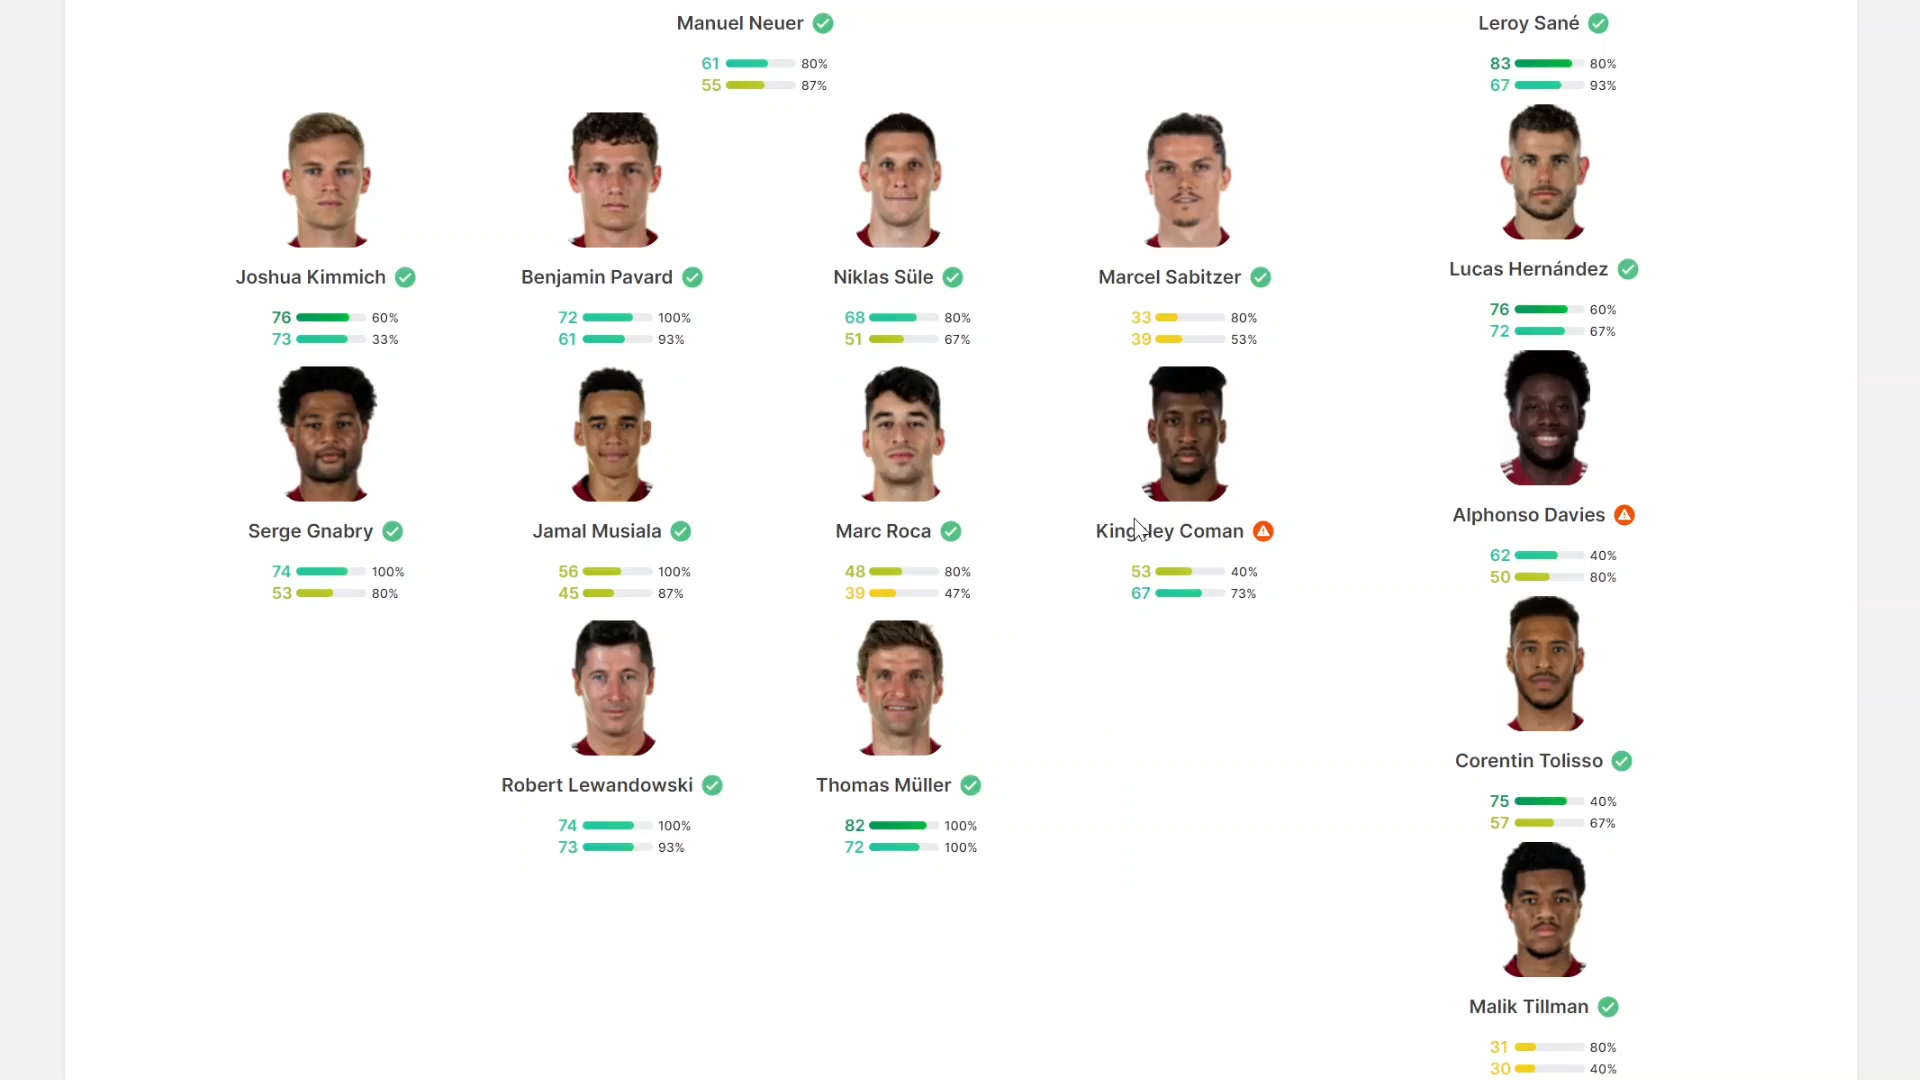 Manuel Neuer
61 80%
55 87%
Leroy Sané
83 80%
67 93%
Joshua Kimmich
76 60%
73 33%
Benjamin Pavard
72 100%
61 93%
Niklas Süle
68 80%
51 67%
Marcel Sabitzer
33 80%
39 53%
Lucas Hernández
76 60%
72 67%
Serge Gnabry
74 100%
53 80%
Jamal Musiala
56 100%
45 87%
Marc Roca
48 80%
39 47%
Kingsley Coman
53 40%
67 73%
Alphonso Davies
62 40%
50 80%
Robert Lewandowski
74 100%
73 93%
Thomas Müller
82 100%
72 100%
Corentin Tolisso
75 40%
57 67%
Malik Tillman
31 80%
30 40%